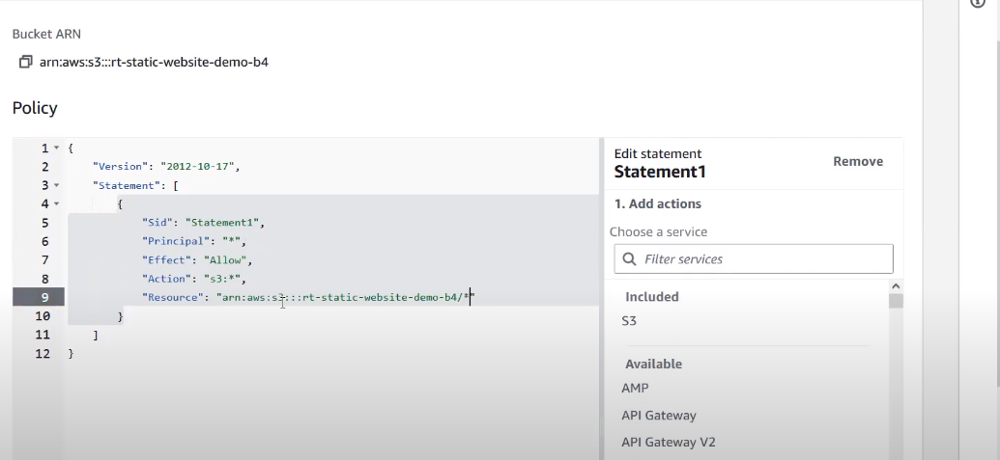 Bucket ARN
arn:aws:s3:::rt-static-website-demo-b4
Policy
1 {
2 "Version": "2012-10-17",
3 "Statement": [
4 {
5 "Sid": "Statement1",
6 "Principal": "*",
7 "Effect": "Allow",
8 "Action": "s3:*",
9 "Resource": "arn:aws:s3:::rt-static-website-demo-b4/*"
10 }
11 ]
12 }
Edit statement
Statement1
Remove
1. Add actions
Choose a service
Filter services
Included
S3
Available
AMP
API Gateway
API Gateway V2